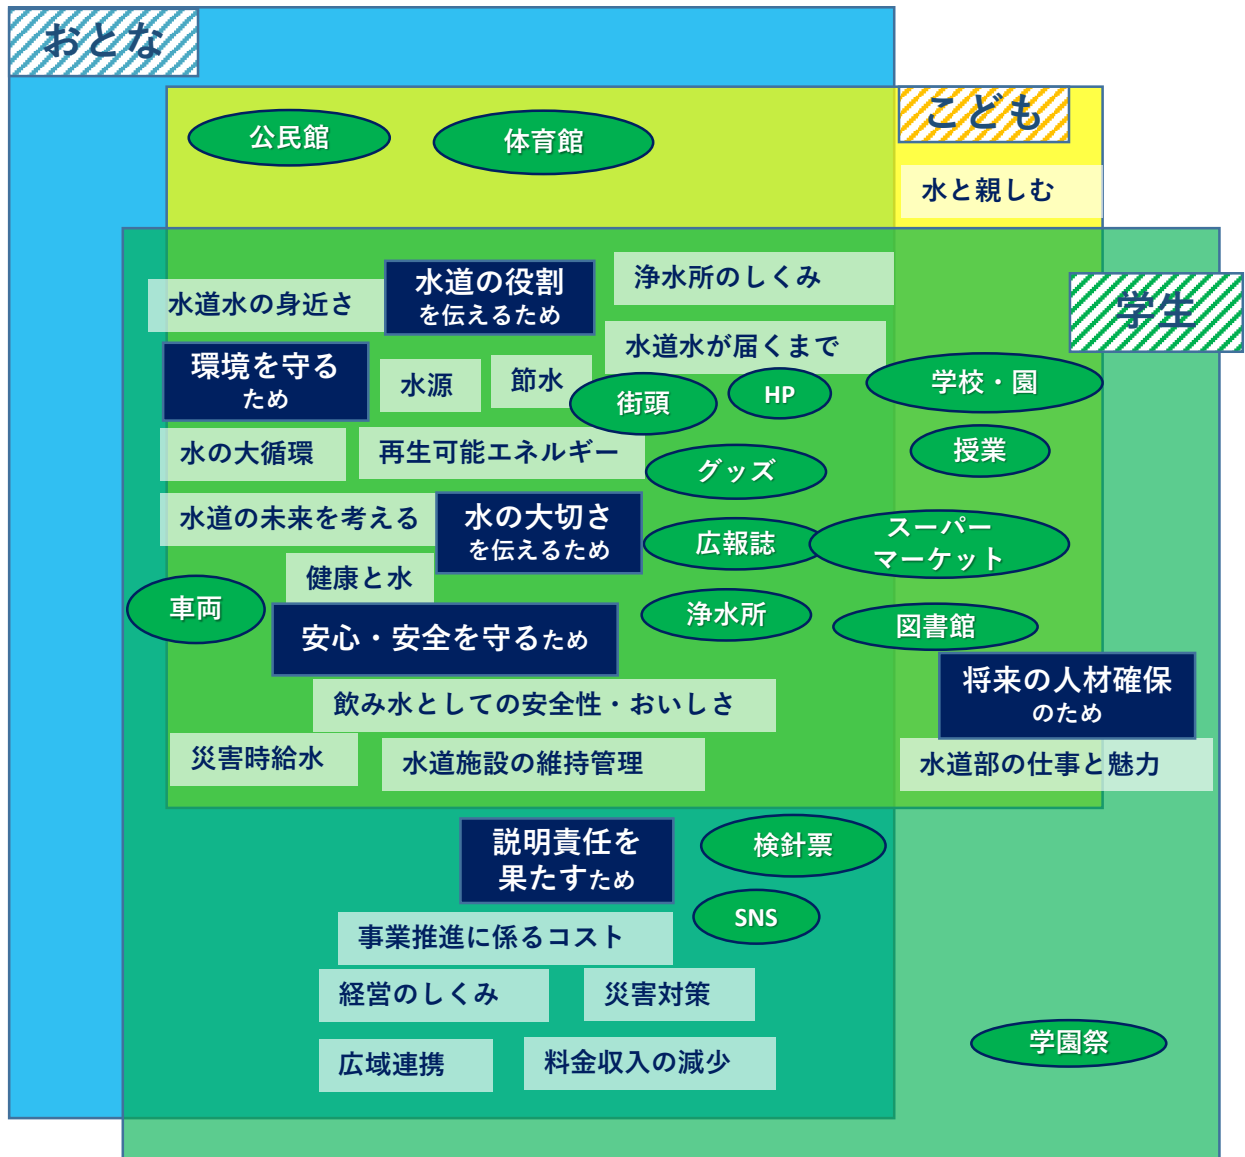 おとな
こども
公民館
体育館
水と親しむ
学生
水道の役割
を伝えるため
浄水所のしくみ
水道水の身近さ
水道水が届くまで
環境を守る
ため
水源
節水
街頭
HP
学校・園
水の大循環
再生可能エネルギー
グッズ
授業
水道の未来を考える
水の大切さ
を伝えるため
広報誌
スーパー
マーケット
健康と水
車両
浄水所
図書館
安心・安全を守るため
将来の人材確保
のため
飲み水としての安全性・おいしさ
災害時給水
水道施設の維持管理
水道部の仕事と魅力
説明責任を
果たすため
検針票
SNS
事業推進に係るコスト
経営のしくみ
災害対策
広域連携
料金収入の減少
学園祭